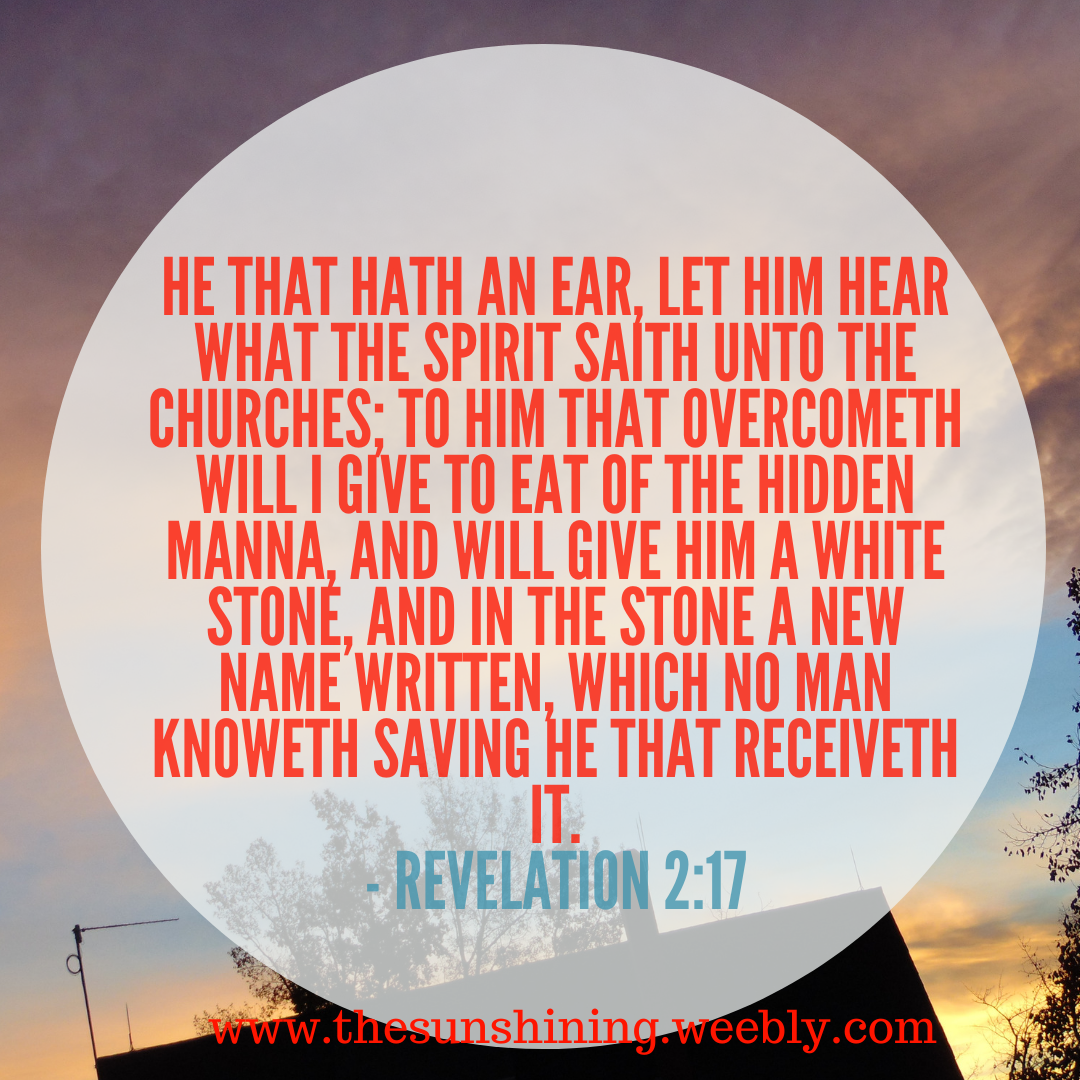 HE THAT HATH AN EAR, LET HIM HEAR
WHAT THE SPIRIT SAITH UNTO THE
CHURCHES; TO HIM THAT OVERCOMETH
WILL I GIVE TO EAT OF THE HIDDEN
MANNA, AND WILL GIVE HIM A WHITE
STONE, AND IN THE STONE A NEW
NAME WRITTEN, WHICH NO MAN
KNOWETH SAVING HE THAT RECEIVETH
IT.
- REVELATION 2:17
www.thesunshining.weebly.com